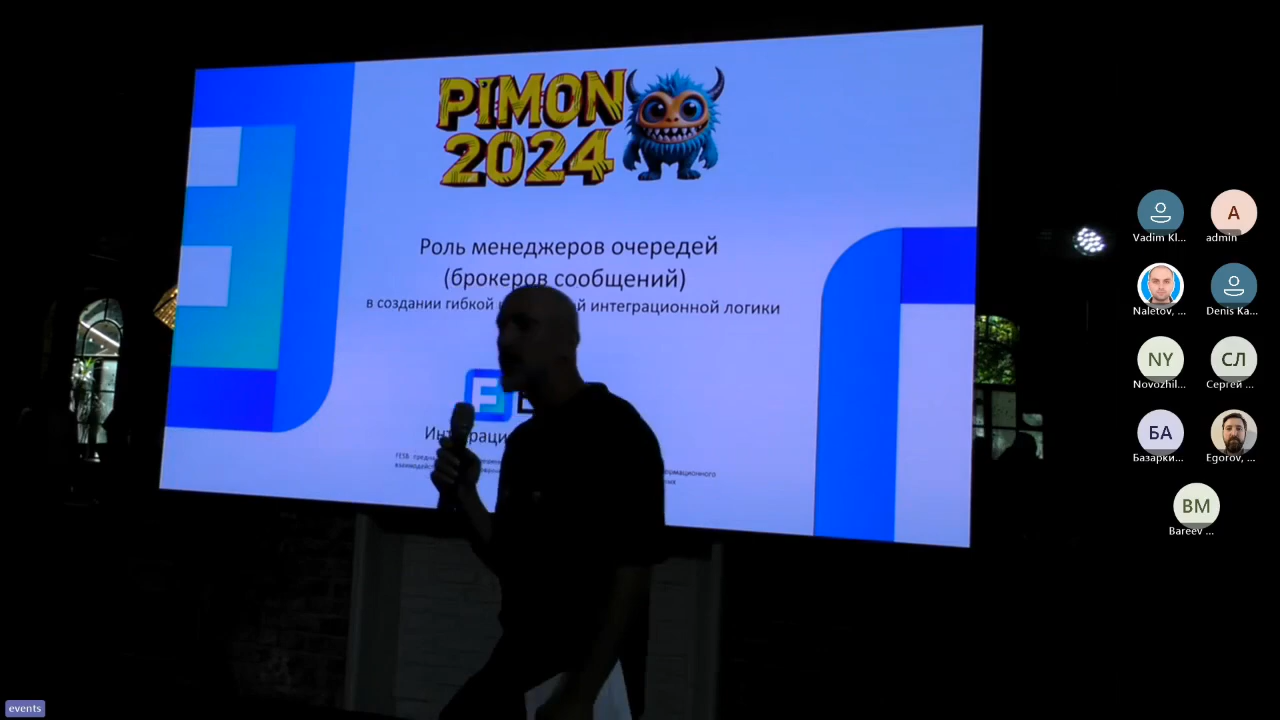 PIMON
2024
Роль менеджеров очередей
(брокеров сообщений)
в создании гибкой интеграционной логики
Vadim Kl...
A
admin
Naletov, ...
Denis Ka...
NY
Novozhil...
СЛ
Сергей ...
БА
Базарки...
Egorov, ...
BM
Bareev ...
events